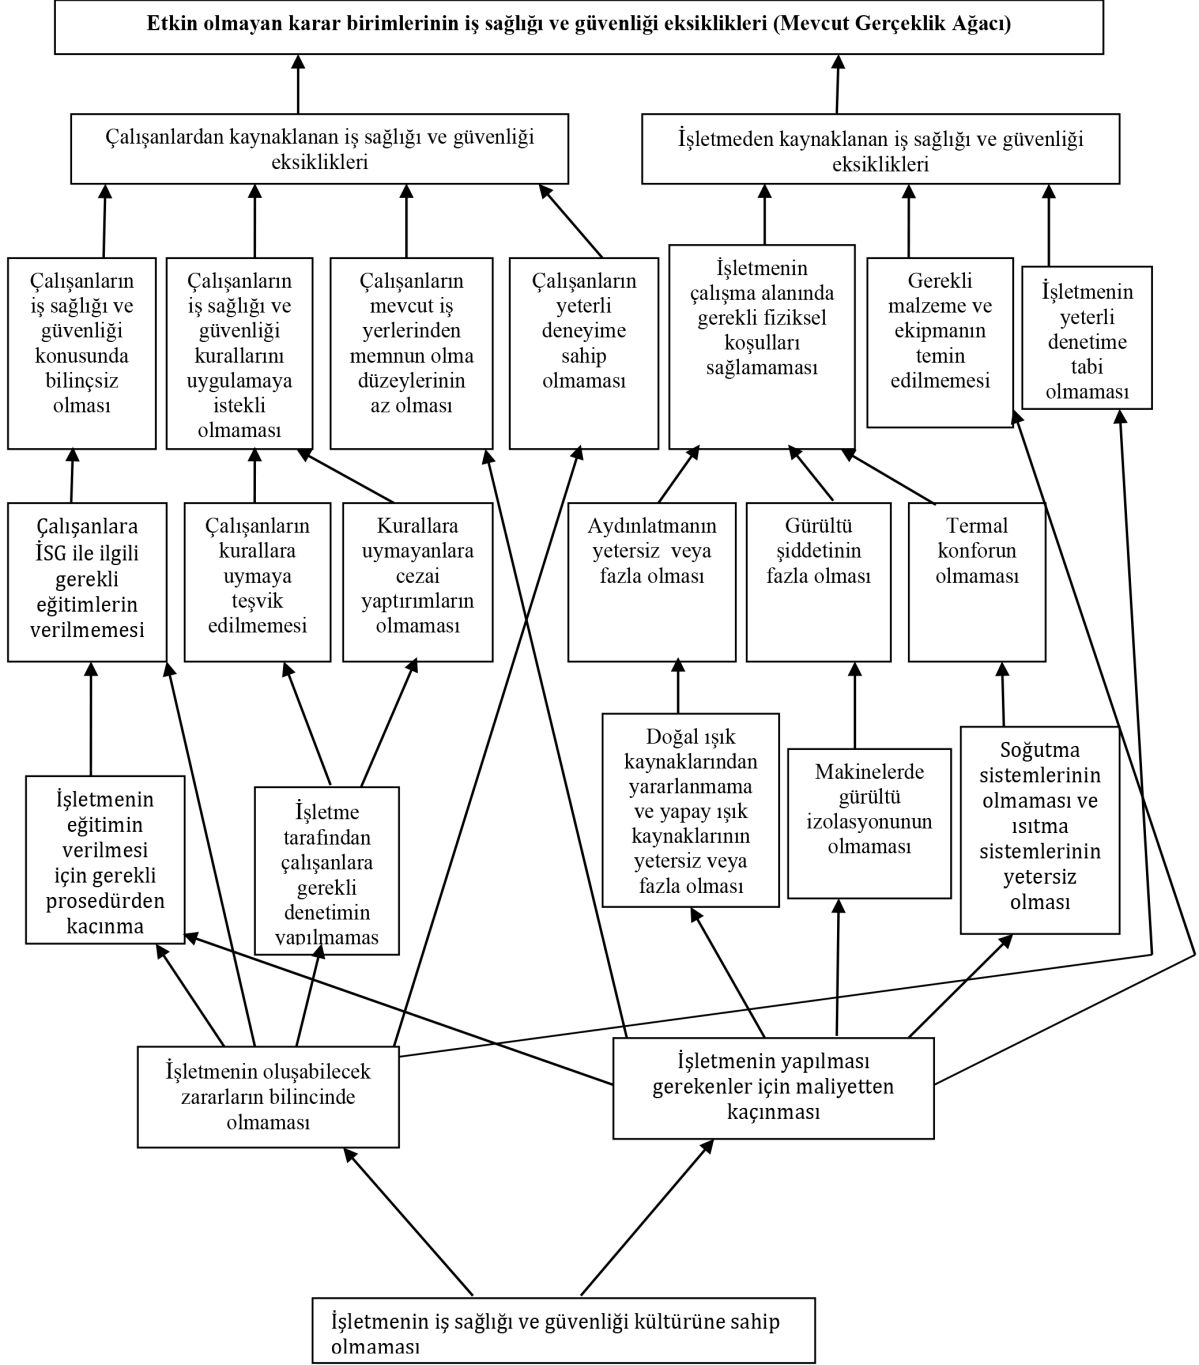 Etkin olmayan karar birimlerinin iş sağlığı ve güvenliği eksiklikleri (Mevcut Gerçeklik Ağacı)
Çalışanlardan kaynaklanan iş sağlığı ve güvenliği
eksiklikleri
İşletmeden kaynaklanan iş sağlığı ve güvenliği
eksiklikleri
Çalışanların
iş sağlığı ve
güvenliği
konusunda
bilinçsiz
olması
Çalışanların
iş sağlığı ve
güvenliği
kurallarını
uygulamaya
istekli
olmaması
Çalışanların
mevcut iş
yerlerinden
memnun olma
düzeylerinin
az olması
Çalışanların
yeterli
deneyime
sahip
olmaması
İşletmenin
çalışma alanında
gerekli fiziksel
koşulları
sağlamaması
Gerekli
malzeme ve
ekipmanın
temin
edilmemesi
İşletmenin
yeterli
denetime
tabi
olmaması
Çalışanlara
İSG ile ilgili
gerekli
eğitimlerin
verilmemesi
Çalışanların
kurallara
uymaya
teşvik
edilmemesi
Kurallara
uymayanlara
cezai
yaptırımların
olmaması
Aydınlatmanın
yetersiz veya
fazla olması
Gürültü
şiddetinin
fazla olması
Termal
konforun
olmaması
İşletmenin
eğitimin
verilmesi
için gerekli
prosedürden
kaçınma
İşletme
tarafından
çalışanlara
gerekli
denetimin
yapılmamas
Doğal ışık
kaynaklarından
yararlanmama
ve yapay ışık
kaynaklarının
yetersiz veya
fazla olması
Makinelerde
gürültü
izolasyonunun
olmaması
Soğutma
sistemlerinin
olmaması ve
ısıtma
sistemlerinin
yetersiz
olması
İşletmenin oluşabilecek
zararların bilincinde
olmaması
İşletmenin yapılması
gerekenler için maliyetten
kaçınması
İşletmenin iş sağlığı ve güvenliği kültürüne sahip
olmaması